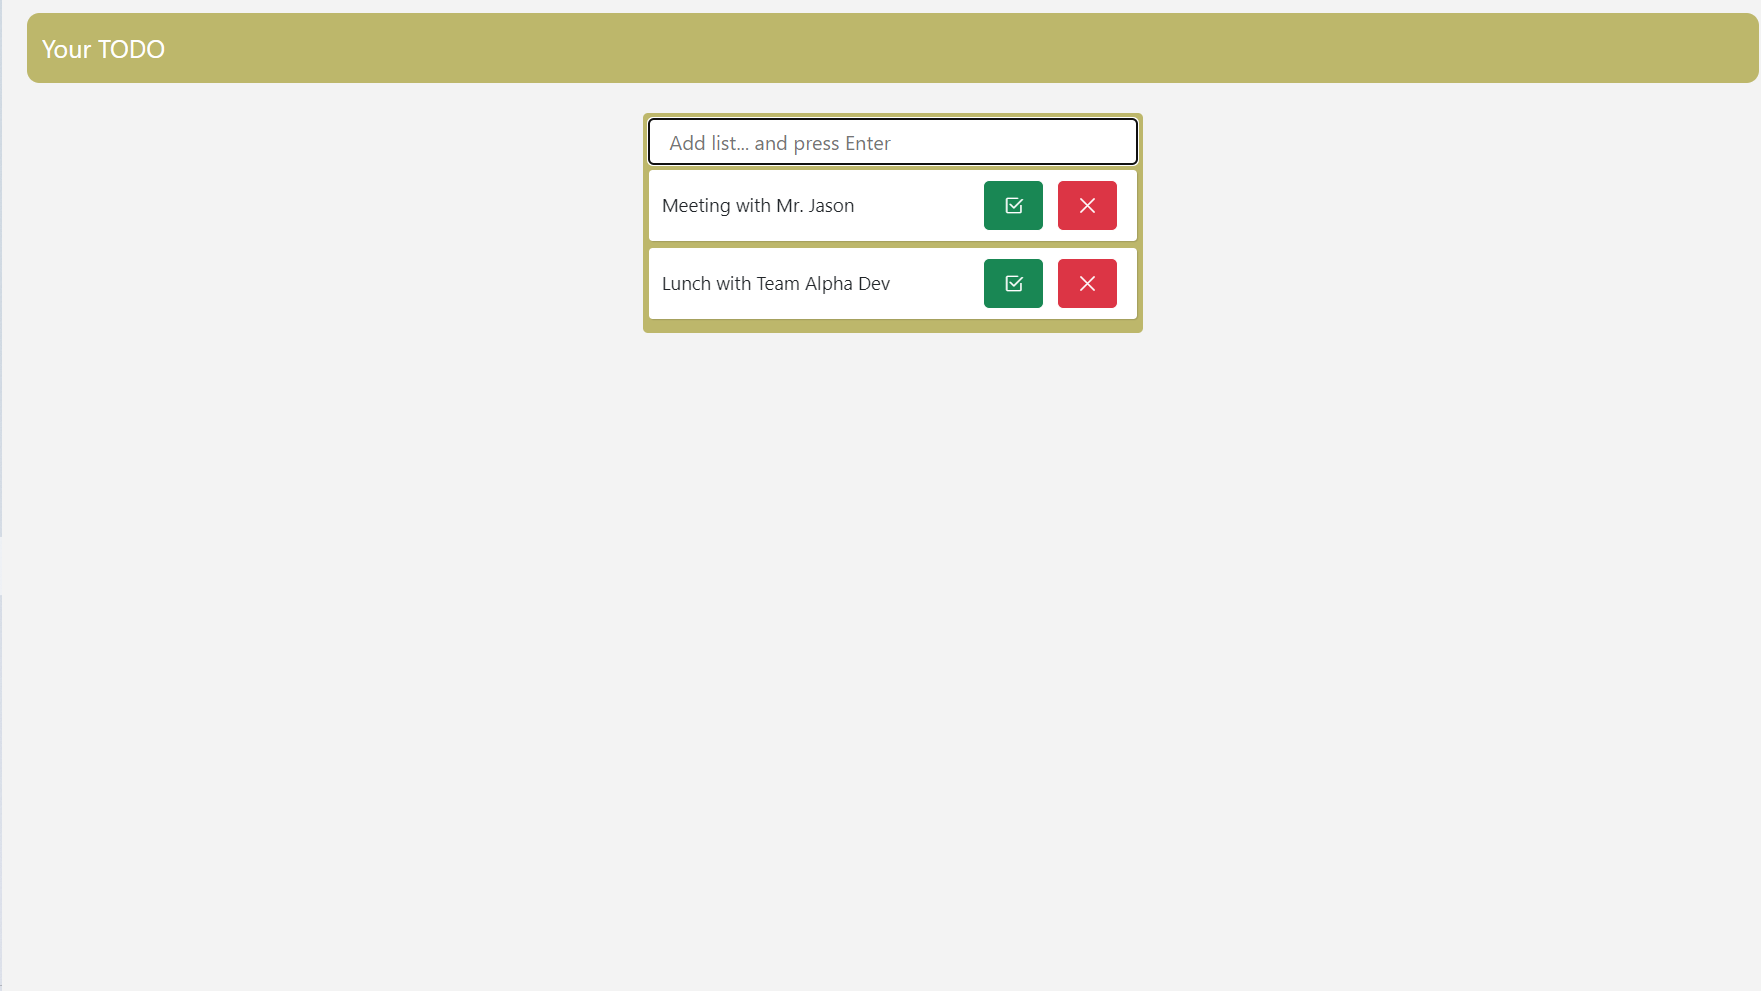 Your TODO
Add list... and press Enter
Meeting with Mr. Jason
Lunch with Team Alpha Dev